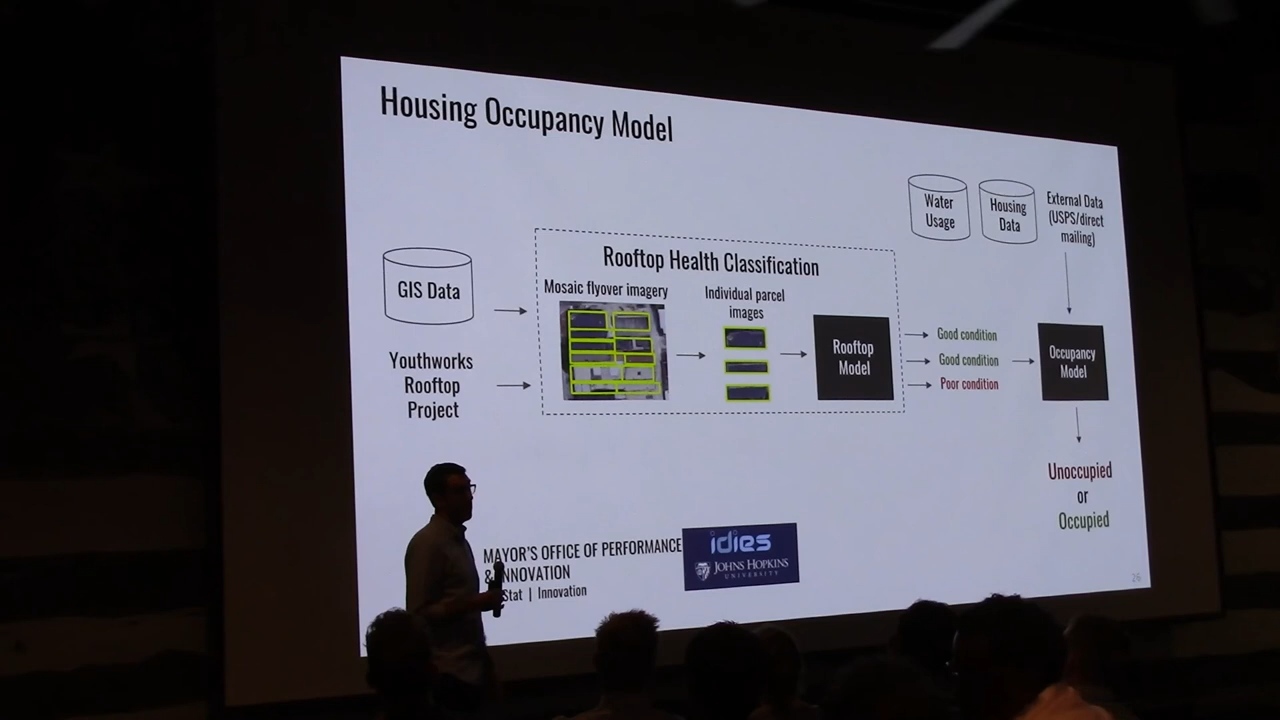 Housing Occupancy Model
Water
Usage
Housing
Data
External Data
(USPS/direct
mailing)
GIS Data
Youthworks
Rooftop
Project
Rooftop Health Classification
Mosaic flyover imagery
Individual parcel
images
Rooftop
Model
Good condition
Good condition
Poor condition
Occupancy
Model
Unoccupied
or
Occupied
MAYOR'S OFFICE OF PERFORMANCE
& INNOVATION
Stat | Innovation
idies
JOHNS HOPKINS
UNIVERSITY
26